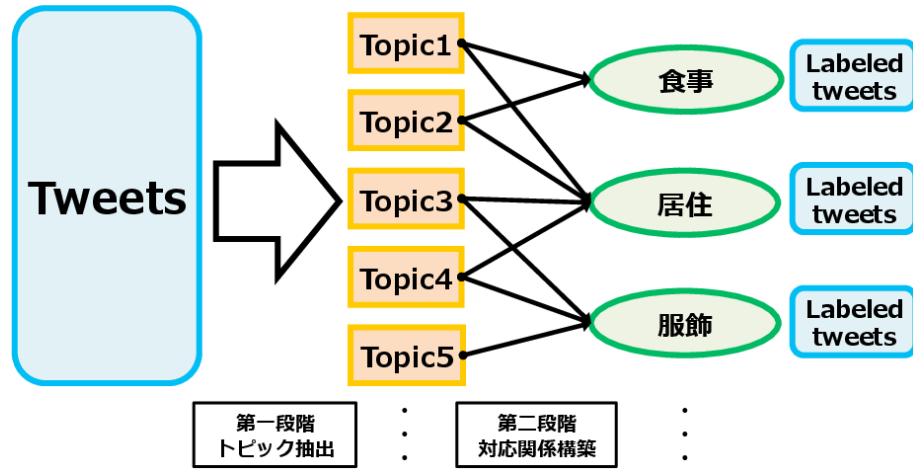 Tweets
Topic1
Topic2
Topic3
Topic4
Topic5
食事
居住
服飾
Labeled
tweets
Labeled
tweets
Labeled
tweets
第一段階
トピック抽出
第二段階
対応関係構築